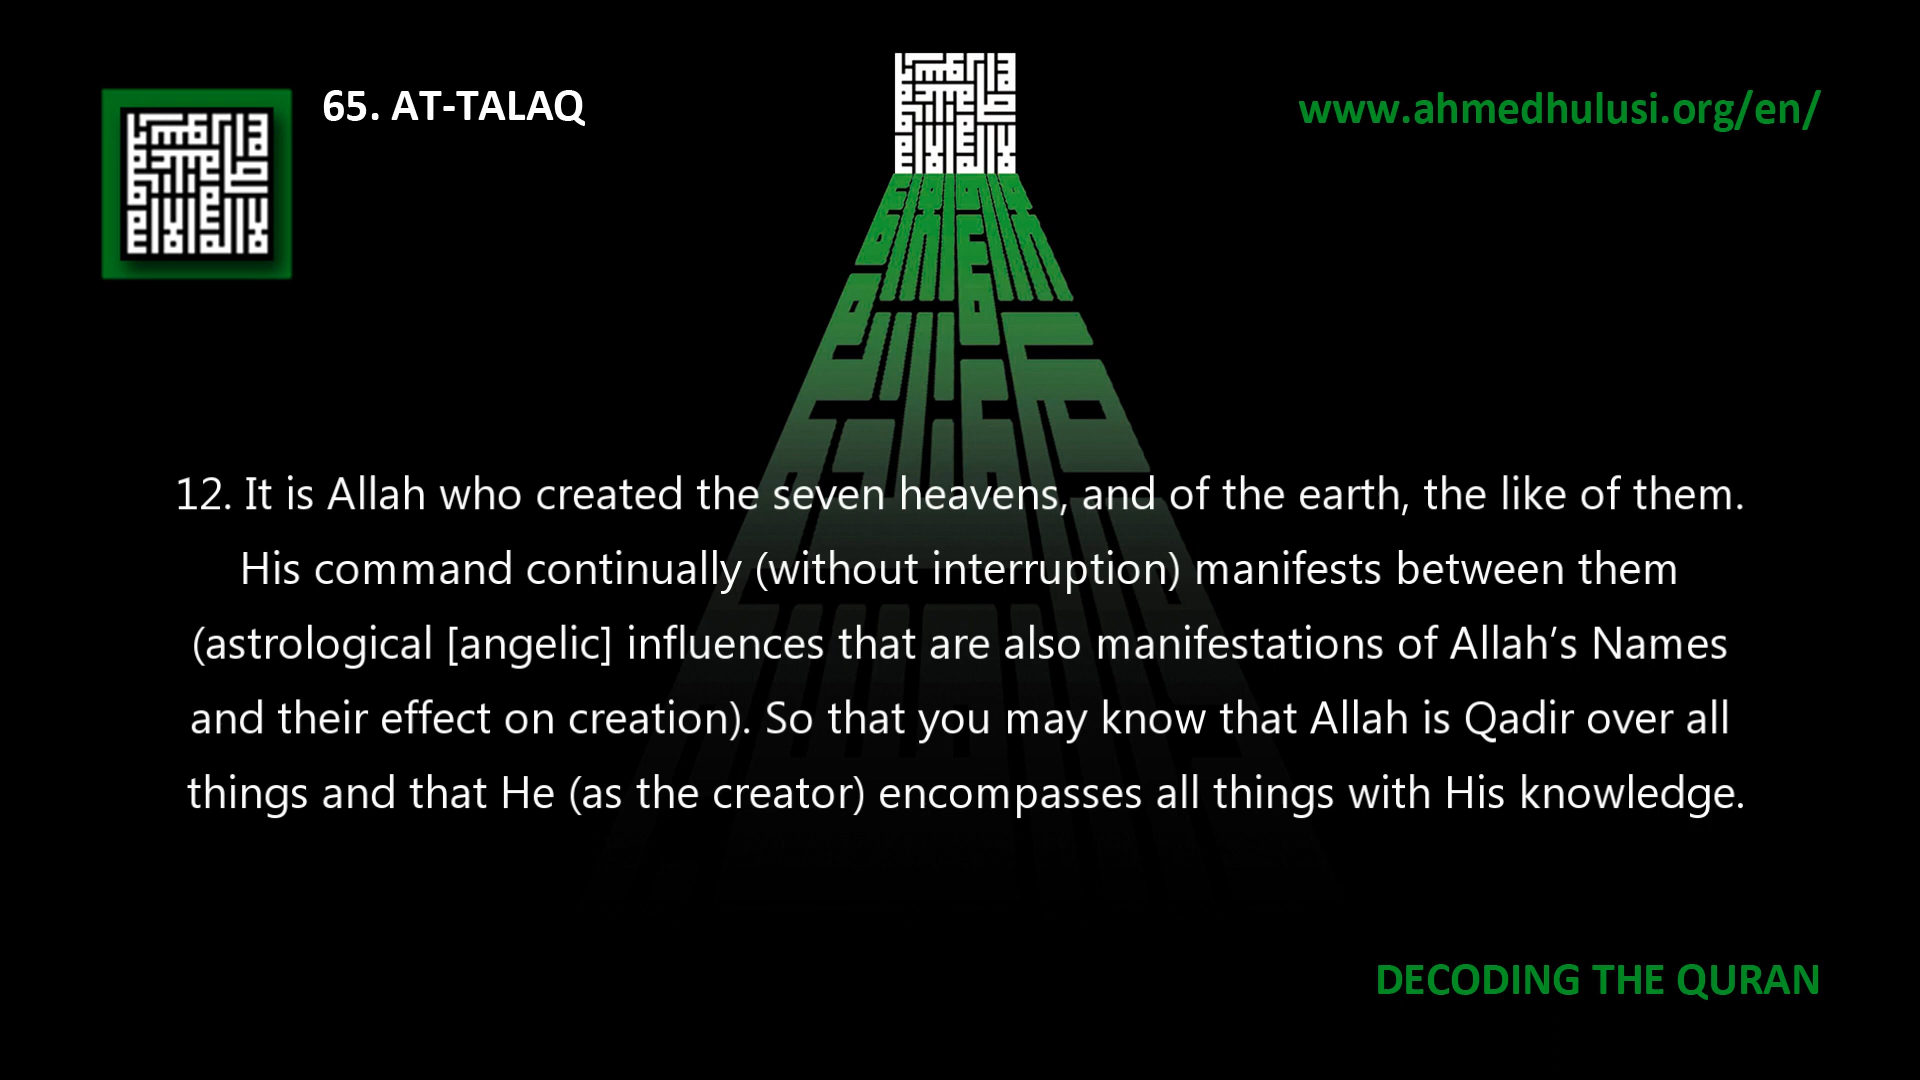 65. AT-TALAQ
www.ahmedhulusi.org/en/
12. It is Allah who created the seven heavens, and of the earth, the like of them.
His command continually (without interruption) manifests between them
(astrological [angelic] influences that are also manifestations of Allah’s Names
and their effect on creation). So that you may know that Allah is Qadir over all
things and that He (as the creator) encompasses all things with His knowledge.
DECODING THE QURAN